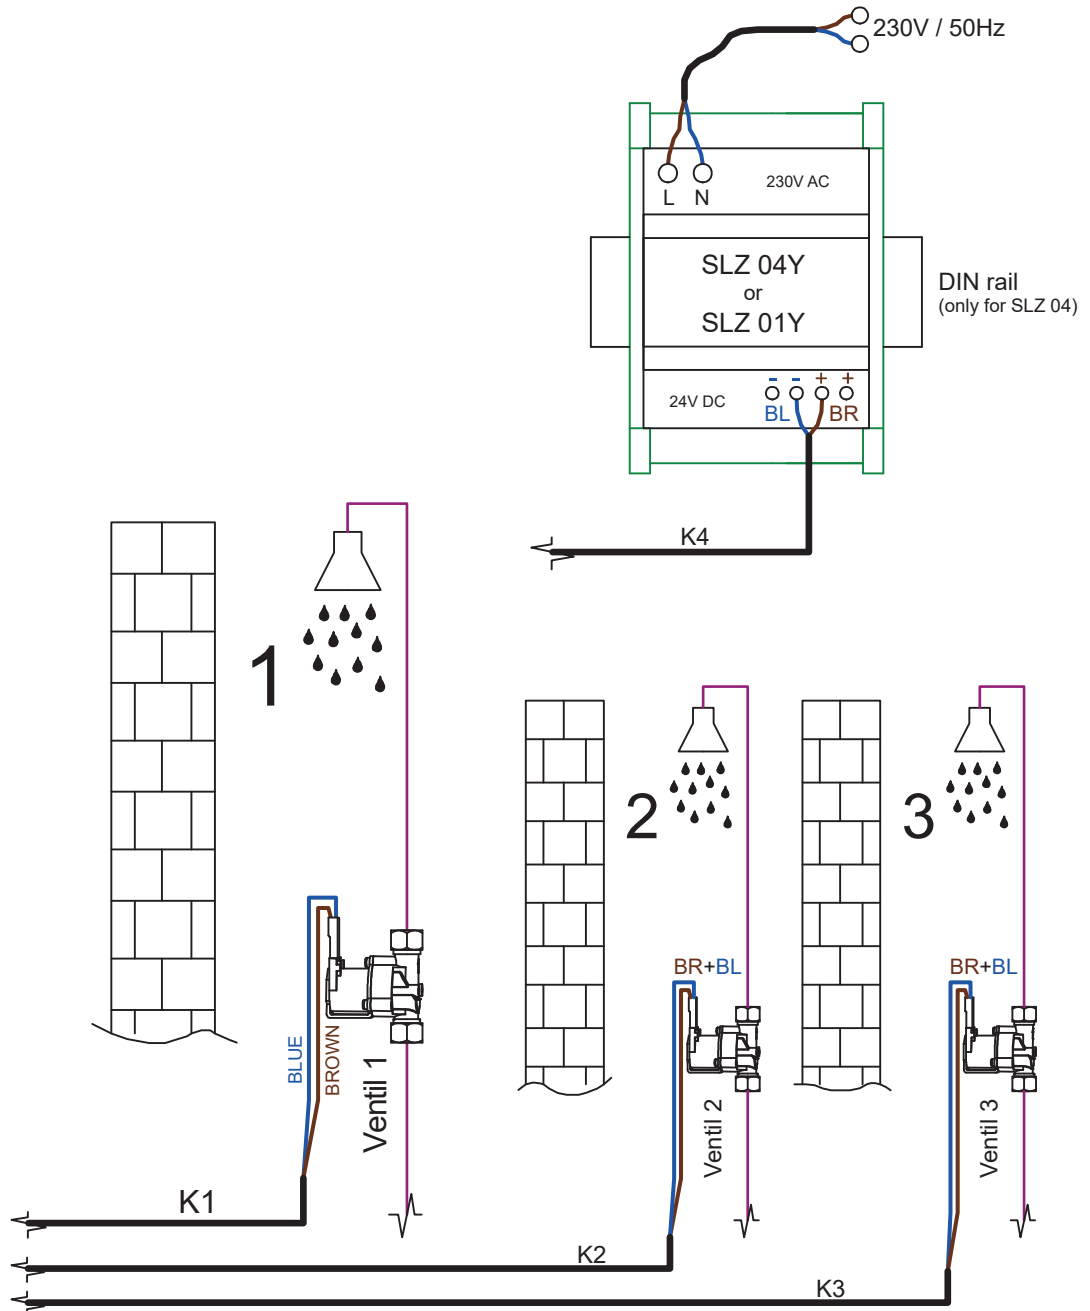 230V / 50Hz
L N
230V AC
SLZ 04Y
or
SLZ 01Y
DIN rail
(only for SLZ 04)
- - + +
24V DC
BL BR
K4
1
2
3
BR+BL
BR+BL
BLUE
BROWN
Ventil 1
Ventil 2
Ventil 3
K1
K2
K3